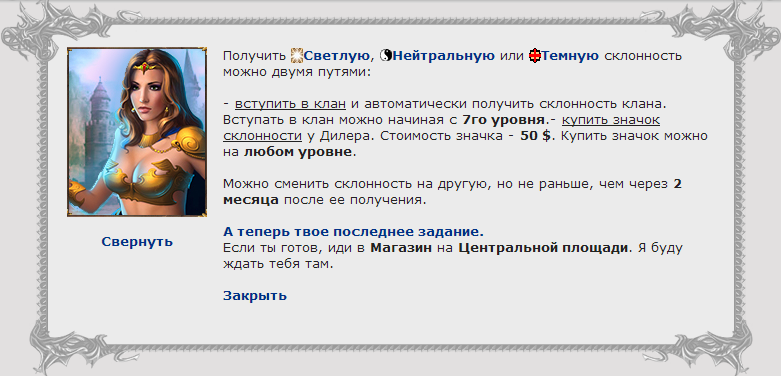 Получить Светлую, Нейтральную или Темную склонность
можно двумя путями:
- вступить в клан и автоматически получить склонность клана.
Вступать в клан можно начиная с 7го уровня.- купить значок
склонности у Дилера. Стоимость значка - 50 $. Купить значок можно
на любом уровне.
Можно сменить склонность на другую, но не раньше, чем через 2
месяца после ее получения.
А теперь твое последнее задание.
Если ты готов, иди в Магазин на Центральной площади. Я буду
ждать тебя там.
Закрыть
Свернуть